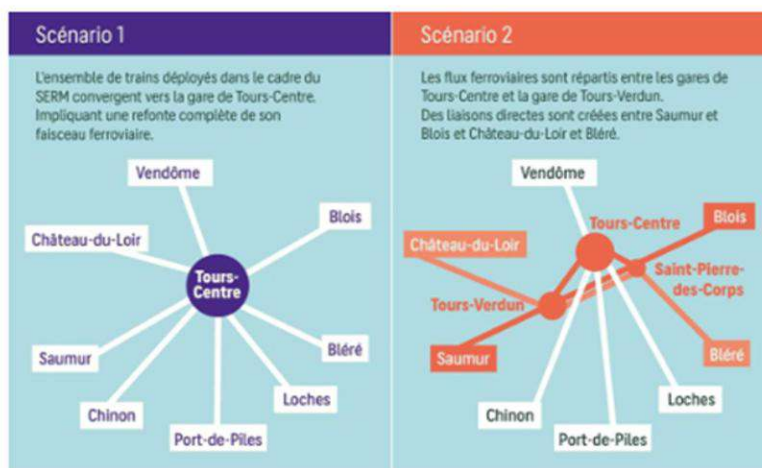 Scénario 1
L'ensemble de trains déployés dans le cadre du
SERM convergent vers la gare de Tours-Centre.
Impliquant une refonte complète de son
faisceau ferroviaire.
Vendôme
Blois
Château-du-Loir
Tours-
Centre
Saumur
Bléré
Chinon
Loches
Port-de-Piles
Scénario 2
Les flux ferroviaires sont répartis entre les gares de
Tours-Centre et la gare de Tours-Verdun.
Des liaisons directes sont créées entre Saumur et
Blois et Château-du-Loir et Bléré.
Vendôme
Tours-Centre
Blois
Château-du-Loir
Saint-Pierre-
des-Corps
Tours-Verdun
Saumur
Bléré
Chinon
Loches
Port-de-Piles